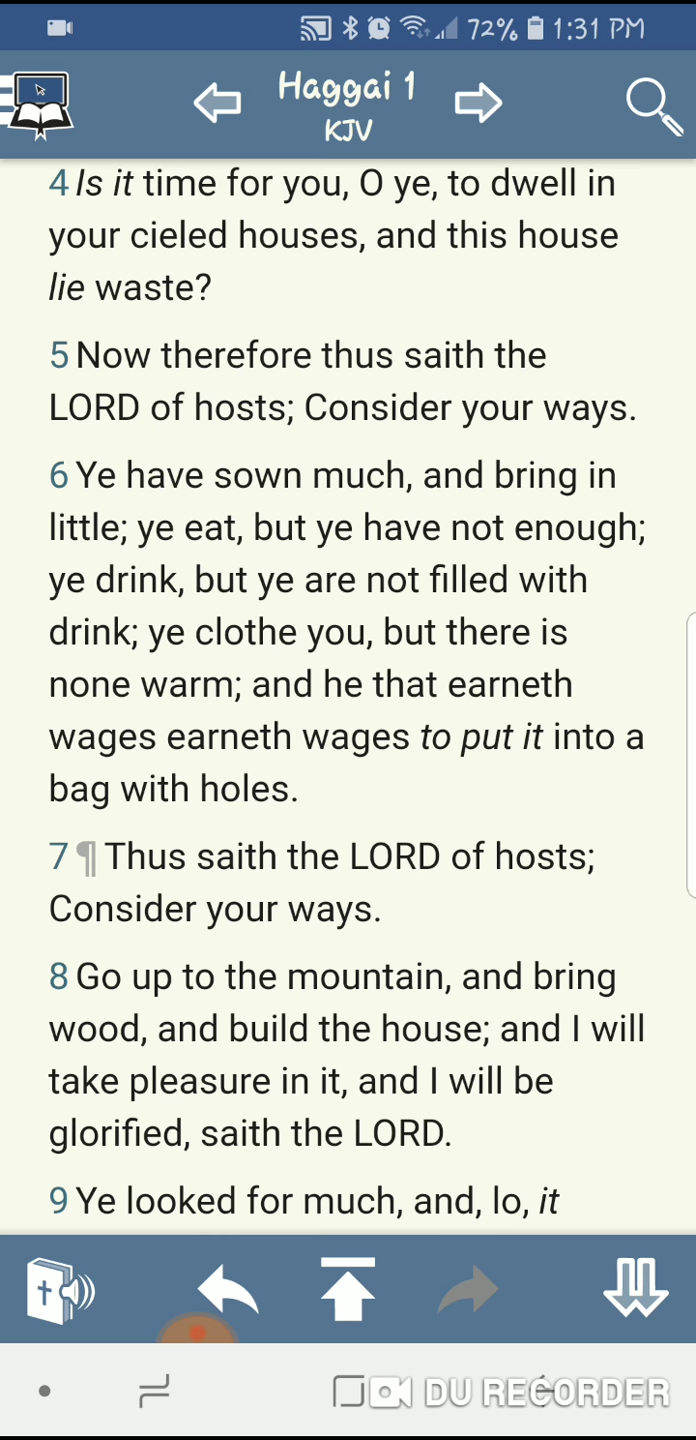 72% 1:31 PM
Haggai 1
KJV
4 Is it time for you, O ye, to dwell in
your cieled houses, and this house
lie waste?
5 Now therefore thus saith the
LORD of hosts; Consider your ways.
6 Ye have sown much, and bring in
little; ye eat, but ye have not enough;
ye drink, but ye are not filled with
drink; ye clothe you, but there is
none warm; and he that earneth
wages earneth wages to put it into a
bag with holes.
7 ¶ Thus saith the LORD of hosts;
Consider your ways.
8 Go up to the mountain, and bring
wood, and build the house; and I will
take pleasure in it, and I will be
glorified, saith the LORD.
9 Ye looked for much, and, lo, it
DU RECORDER